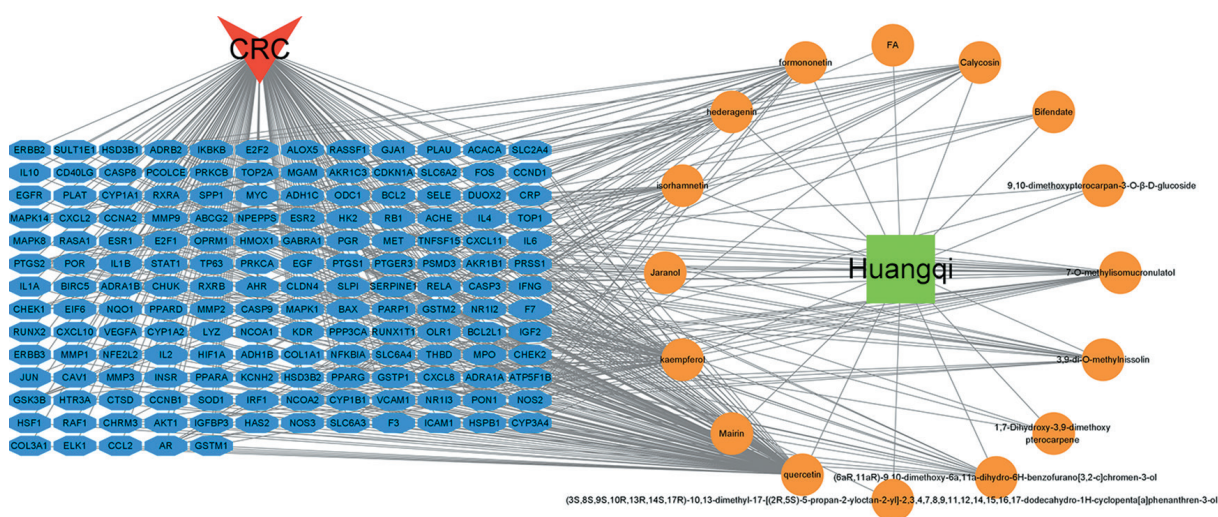 CRC
ERBB2 SULT1E1 HSD3B1 ADRB2 IKBKB E2F2 ALOX5 RASSF1 GJA1 PLAU ACACA SLC2A4
IL10 CD40LG CASP8 PCOLCE PRKCB TOP2A MGAM AKR1C3 CDKN1A SLC6A2 FOS CCND1
EGFR PLAT CYP1A1 RXRA SPP1 MYC ADH1C ODC1 BCL2 SELE DUOX2 CRP
MAPK14 CXCL2 CCNA2 MMP9 ABCG2 NPEPPS ESR2 HK2 RB1 ACHE IL4 TOP1
MAPK8 RASA1 ESR1 E2F1 OPRM1 HMOX1 GABRA1 PGR MET TNFSF15 CXCL11 IL6
PTGS2 POR IL1B STAT1 TP63 PRKCA EGF PTGS1 PTGER3 PSMD3 AKR1B1 PRSS1
IL1A BIRC5 ADRA1B CHUK RXRB AHR CLDN4 SLPI SERPINE1 RELA CASP3 IFNG
CHEK1 EIF6 NQO1 PPARD MMP2 CASP9 MAPK1 BAX PARP1 GSTM2 NR1I2 F7
RUNX2 CXCL10 VEGFA CYP1A2 LYZ NCOA1 KDR PPP3CA RUNX1T1 OLR1 BCL2L1 IGF2
ERBB3 MMP1 NFE2L2 IL2 HIF1A ADH1B COL1A1 NFKBIA SLC6A4 THBD MPO CHEK2
JUN CAV1 MMP3 INSR PPARA KCNH2 HSD3B2 PPARG GSTP1 CXCL8 ADRA1A ATP5F1B
GSK3B HTR3A CTSD CCNB1 SOD1 IRF1 NCOA2 CYP1B1 VCAM1 NR1I3 PON1 NOS2
HSF1 RAF1 CHRM3 AKT1 IGFBP3 HAS2 NOS3 SLC6A3 F3 ICAM1 HSPB1 CYP3A4
COL3A1 ELK1 CCL2 AR GSTM1
FA
formononetin
Calycosin
hederagenin
Bifendate
isorhamnetin
9,10-dimethoxypterocarpan-3-O-β-D-glucoside
Huangqi
Jaranol
7-O-methylisomucronulatol
kaempferol
3,9-di-O-methylnissolin
Mairin
1,7-Dihydroxy-3,9-dimethoxy
pterocarpene
quercetin
(6aR,11aR)-9,10-dimethoxy-6a,11a-dihydro-6H-benzofurano[3,2-c]chromen-3-ol
(3S,8S,9S,10R,13R,14S,17R)-10,13-dimethyl-17-[(2R,5S)-5-propan-2-yloctan-2-yl]-2,3,4,7,8,9,11,12,14,15,16,17-dodecahydro-1H-cyclopenta[a]phenanthren-3-ol